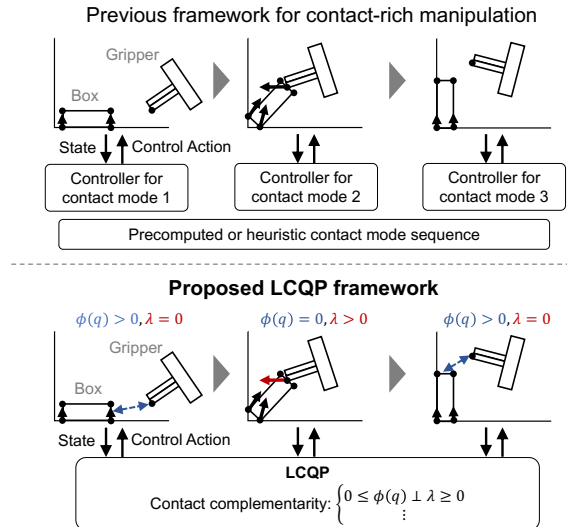 Previous framework for contact-rich manipulation
Gripper
Box
State
Control Action
Controller for
contact mode 1
Controller for
contact mode 2
Controller for
contact mode 3
Precomputed or heuristic contact mode sequence
Proposed LCQP framework
ϕ(q) > 0, λ = 0
ϕ(q) = 0, λ > 0
ϕ(q) > 0, λ = 0
Gripper
Box
State
Control Action
LCQP
Contact complementarity: { 0 ≤ ϕ(q) ⊥ λ ≥ 0
⋮